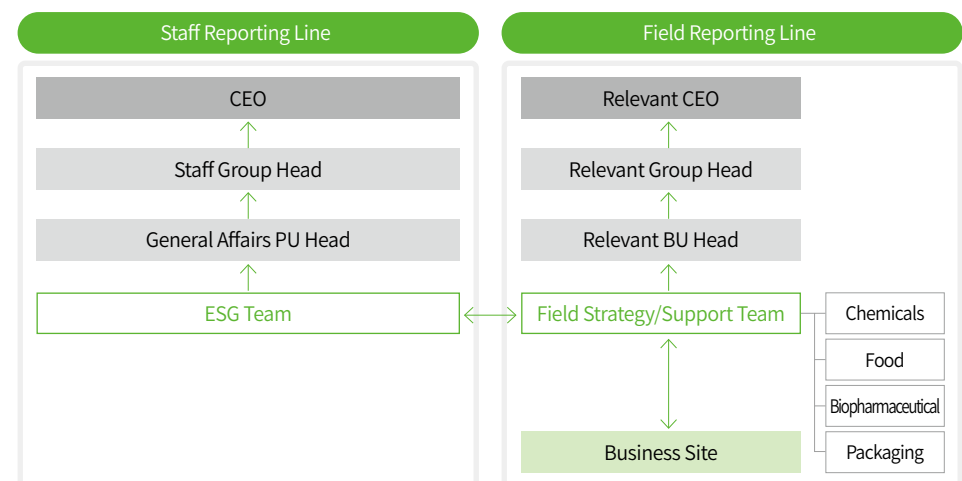 Staff Reporting Line
CEO
Staff Group Head
General Affairs PU Head
ESG Team
Field Reporting Line
Relevant CEO
Relevant Group Head
Relevant BU Head
Field Strategy/Support Team
Business Site
Chemicals
Food
Biopharmaceutical
Packaging